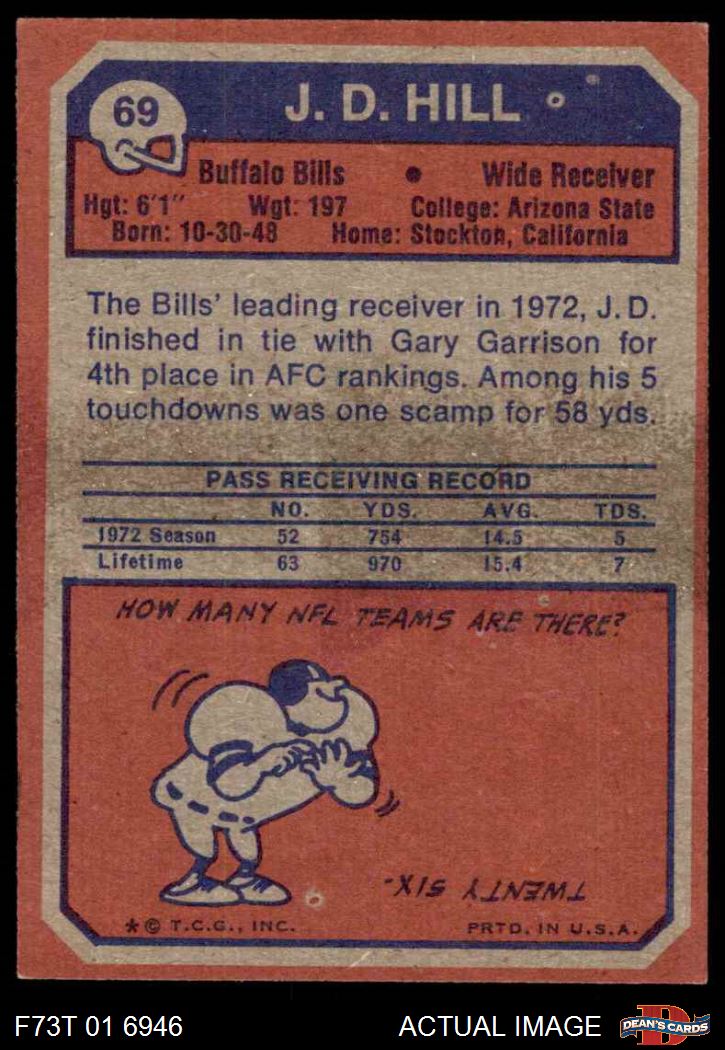 69
J. D. HILL
Buffalo Bills • Wide Receiver
Hgt: 6'1" Wgt: 197 College: Arizona State
Born: 10-30-48 Home: Stockton, California
The Bills' leading receiver in 1972, J. D.
finished in tie with Gary Garrison for
4th place in AFC rankings. Among his 5
touchdowns was one scamp for 58 yds.
PASS RECEIVING RECORD
NO. YDS. AVG. TDS.
1972 Season 52 754 14.5 5
Lifetime 63 970 15.4 7
HOW MANY NFL TEAMS ARE THERE?
TWENTY SIX.
* © T.C.G., INC. PRTD. IN U.S.A.
F73T 01 6946 ACTUAL IMAGE D DEAN'S CARDS